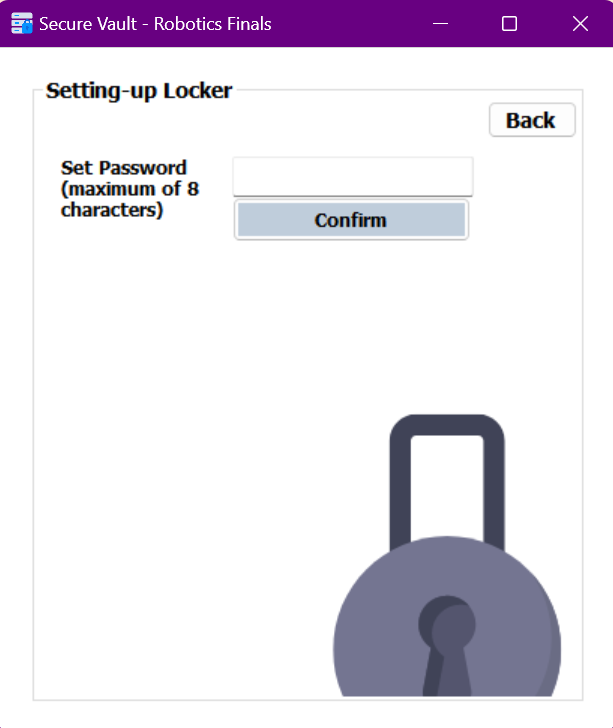 Secure Vault - Robotics Finals
Setting-up Locker
Back
Set Password
(maximum of 8
characters)
Confirm